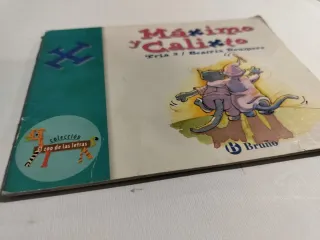 Máximo
y Calixto
X
colección
el zoo de las letras
Bruño